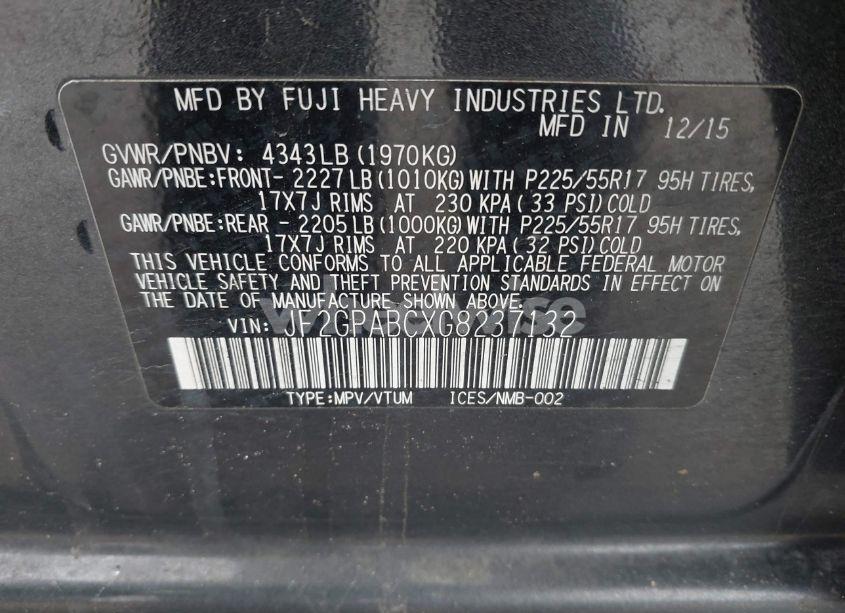 MFD BY FUJI HEAVY INDUSTRIES LTD.
MFD IN 12/15
GVWR/PNBV: 4343LB (1970KG)
GAWR/PNBE:FRONT- 2227 LB (1010KG) WITH P225/55R17 95H TIRES,
17X7J RIMS AT 230 KPA ( 33 PSI) COLD
GAWR/PNBE:REAR - 2205 LB (1000KG) WITH P225/55R17 95H TIRES,
17X7J RIMS AT 220 KPA ( 32 PSI) COLD
THIS VEHICLE CONFORMS TO ALL APPLICABLE FEDERAL MOTOR
VEHICLE SAFETY AND THEFT PREVENTION STANDARDS IN EFFECT ON
THE DATE OF MANUFACTURE SHOWN ABOVE.
VIN: JF2GPABCXG8237132
TYPE:MPV/VTUM ICES/NMB-002